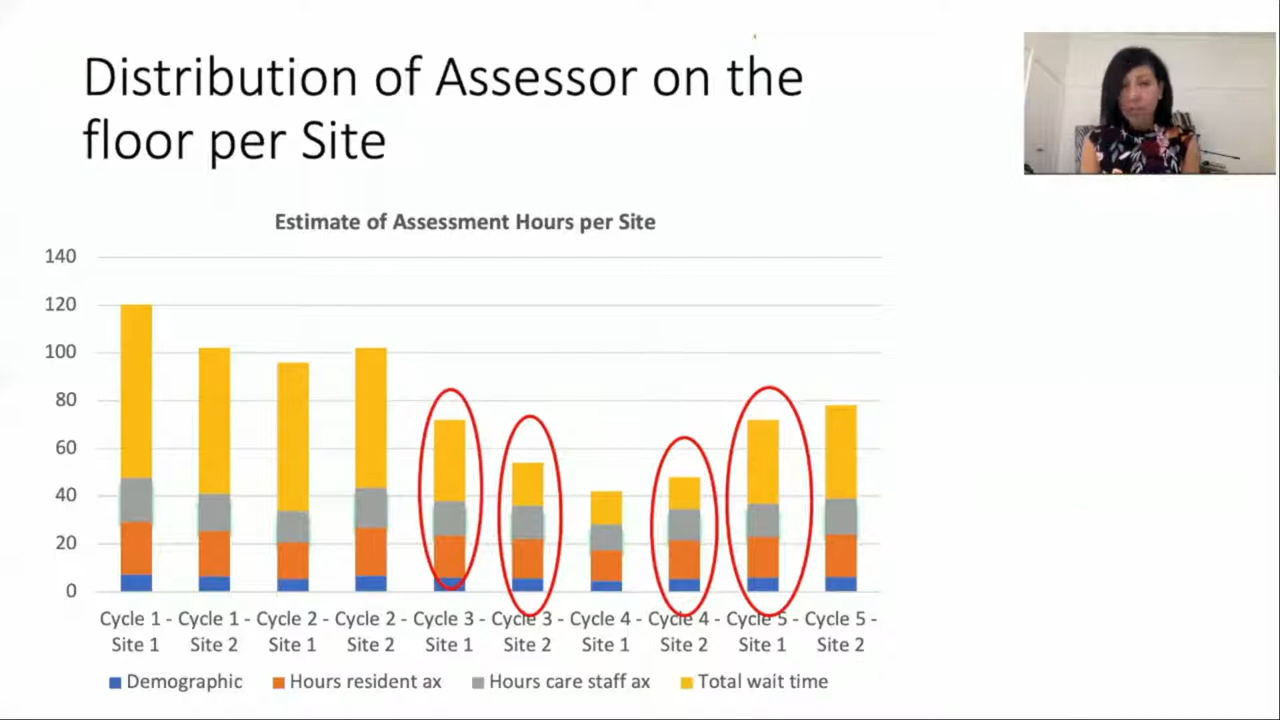 Distribution of Assessor on the
floor per Site
Estimate of Assessment Hours per Site
140
120
100
80
60
40
20
0
Cycle 1 - Cycle 1 - Cycle 2 - Cycle 2 - Cycle 3 - Cycle 3 - Cycle 4 - Cycle 4 - Cycle 5 - Cycle 5 -
Site 1 Site 2 Site 1 Site 2 Site 1 Site 2 Site 1 Site 2 Site 1 Site 2
Demographic Hours resident ax Hours care staff ax Total wait time